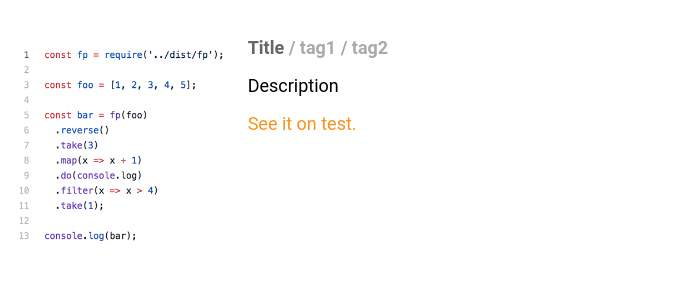 1 const fp = require('../dist/fp');
2
3 const foo = [1, 2, 3, 4, 5];
4
5 const bar = fp(foo)
6   .reverse()
7   .take(3)
8   .map(x => x + 1)
9   .do(console.log)
10   .filter(x => x > 4)
11   .take(1);
12
13 console.log(bar);
Title / tag1 / tag2
Description
See it on test.